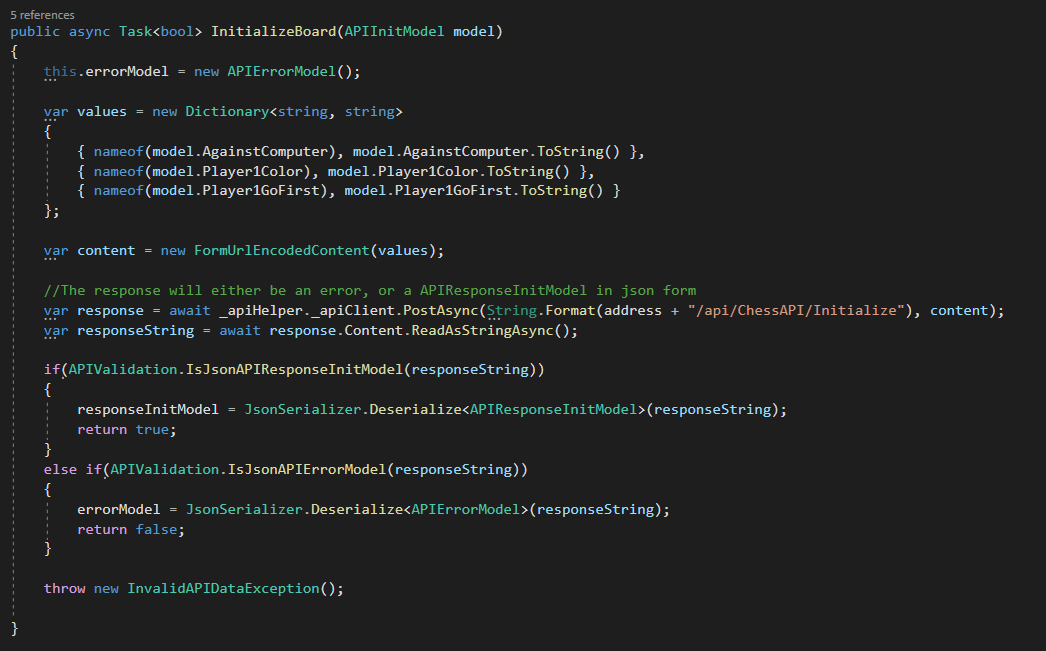 5 references
public async Task<bool> InitializeBoard(APIInitModel model)
{
    this.errorModel = new APIErrorModel();

    var values = new Dictionary<string, string>
    {
        { nameof(model.AgainstComputer), model.AgainstComputer.ToString() },
        { nameof(model.Player1Color), model.Player1Color.ToString() },
        { nameof(model.Player1GoFirst), model.Player1GoFirst.ToString() }
    };

    var content = new FormUrlEncodedContent(values);

    //The response will either be an error, or a APIResponseInitModel in json form
    var response = await _apiHelper._apiClient.PostAsync(String.Format(address + "/api/ChessAPI/Initialize"), content);
    var responseString = await response.Content.ReadAsStringAsync();

    if(APIValidation.IsJsonAPIResponseInitModel(responseString))
    {
        responseInitModel = JsonSerializer.Deserialize<APIResponseInitModel>(responseString);
        return true;
    }
    else if(APIValidation.IsJsonAPIErrorModel(responseString))
    {
        errorModel = JsonSerializer.Deserialize<APIErrorModel>(responseString);
        return false;
    }

    throw new InvalidAPIDataException();

}